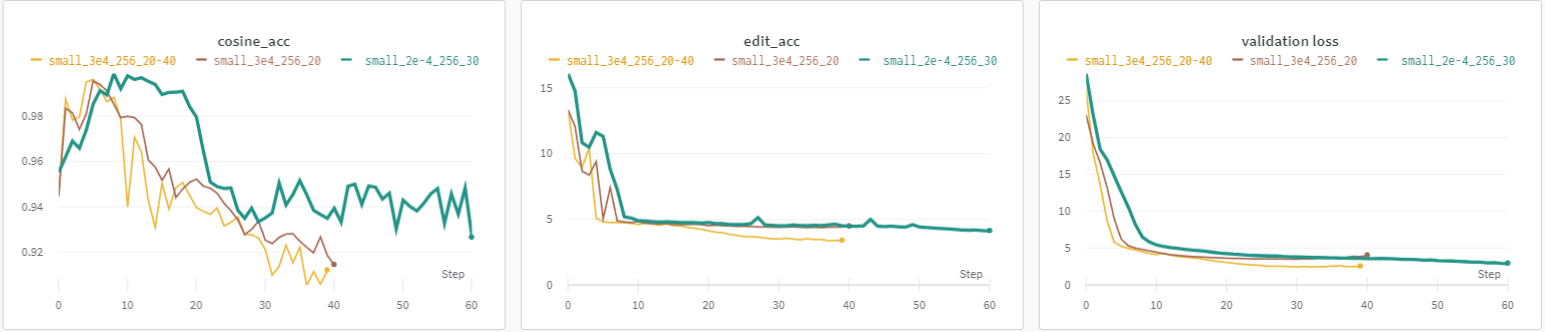 cosine_acc
small_3e4_256_20-40 small_3e4_256_20 small_2e-4_256_30
0.98
0.96
0.94
0.92
Step
0 10 20 30 40 50 60
edit_acc
small_3e4_256_20-40 small_3e4_256_20 small_2e-4_256_30
15
10
5
0
Step
0 10 20 30 40 50 60
validation loss
small_3e4_256_20-40 small_3e4_256_20 small_2e-4_256_30
25
20
15
10
5
0
Step
0 10 20 30 40 50 60